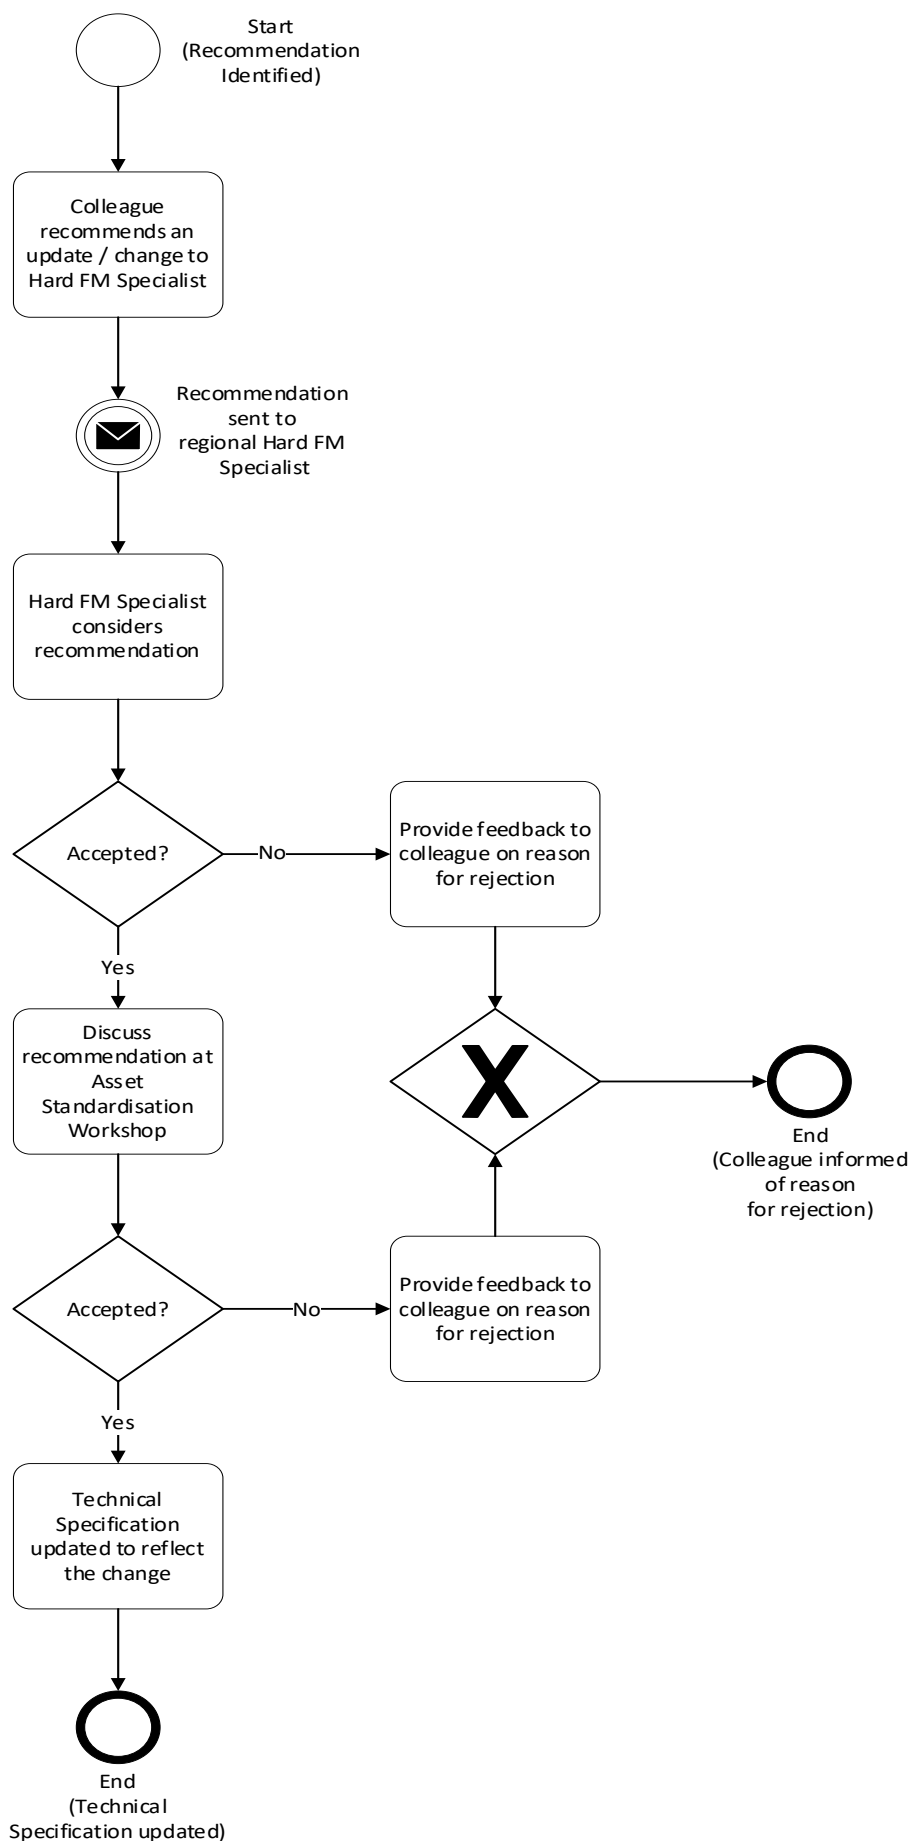 Start
(Recommendation
Identified)
Colleague
recommends an
update / change to
Hard FM Specialist
Recommendation
sent to
regional Hard FM
Specialist
Hard FM Specialist
considers
recommendation
Accepted?
No
Provide feedback to
colleague on reason
for rejection
Yes
Discuss
recommendation at
Asset
Standardisation
Workshop
X
End
(Colleague informed
of reason
for rejection)
Accepted?
No
Provide feedback to
colleague on reason
for rejection
Yes
Technical
Specification
updated to reflect
the change
End
(Technical
Specification updated)